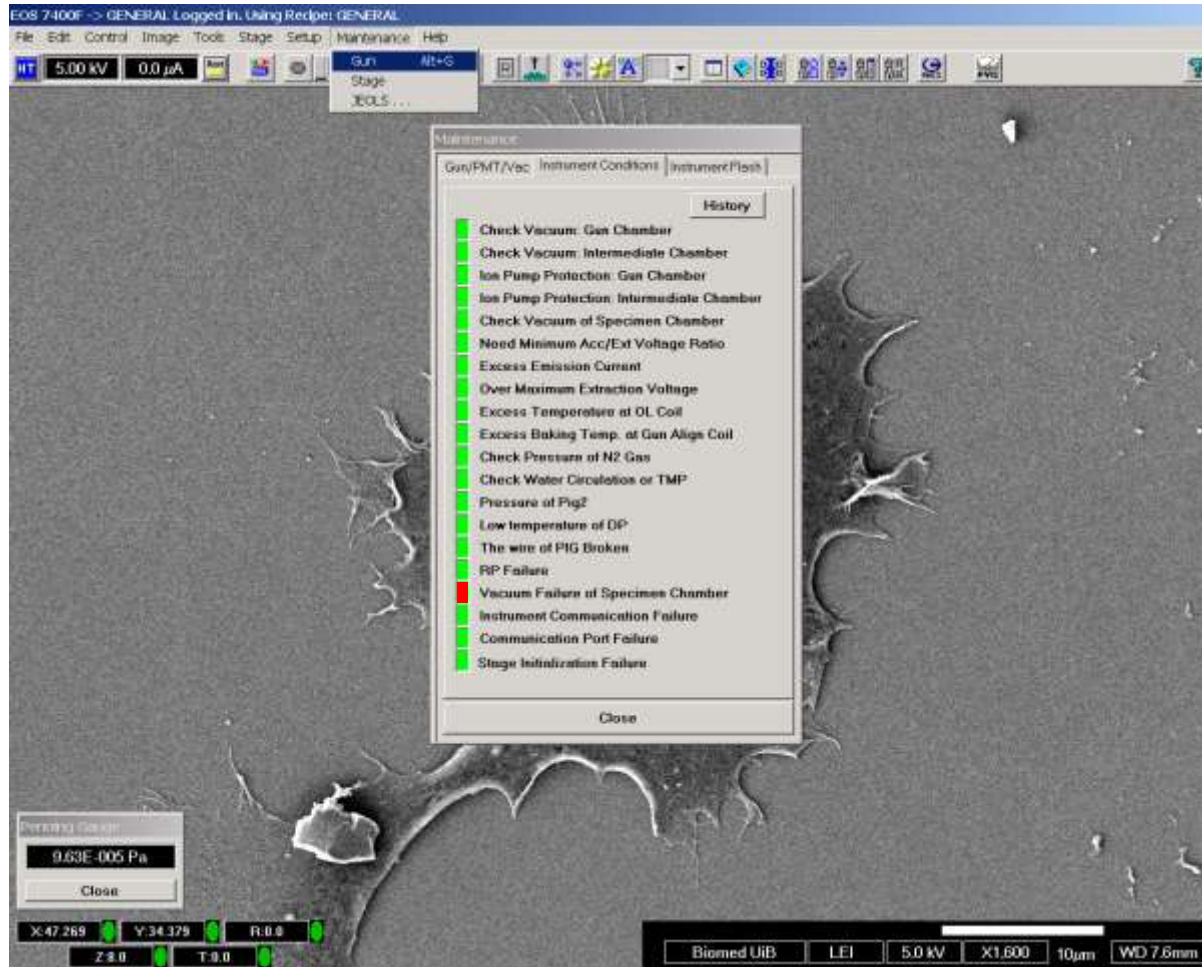 EOS 7400F -> GENERAL Logged in. Using Recipe: GENERAL
File Edit Control Image Tools Stage Setup Maintenance Help
HT 5.00 kV 0.0 µA
Gun Alt+G
Stage
JEOLS ...
Maintenance
Gun/PMT/Vac Instrument Conditions Instrument Flash
History
Check Vacuum: Gun Chamber
Check Vacuum: Intermediate Chamber
Ion Pump Protection: Gun Chamber
Ion Pump Protection: Intermediate Chamber
Check Vacuum of Specimen Chamber
Need Minimum Acc/Ext Voltage Ratio
Excess Emission Current
Over Maximum Extraction Voltage
Excess Temperature at OL Coil
Excess Baking Temp. at Gun Align Coil
Check Pressure of N2 Gas
Check Water Circulation or TMP
Pressure of Pig2
Low temperature of DP
The wire of PIG Broken
RP Failure
Vacuum Failure of Specimen Chamber
Instrument Communication Failure
Communication Port Failure
Stage Initialization Failure
Close
Penning Gauge
9.63E-005 Pa
Close
X:47.269 Y:34.379 R:0.0
Z:8.0 T:0.0
Biomed UiB LEI 5.0 kV X1,600 10µm WD 7.6mm